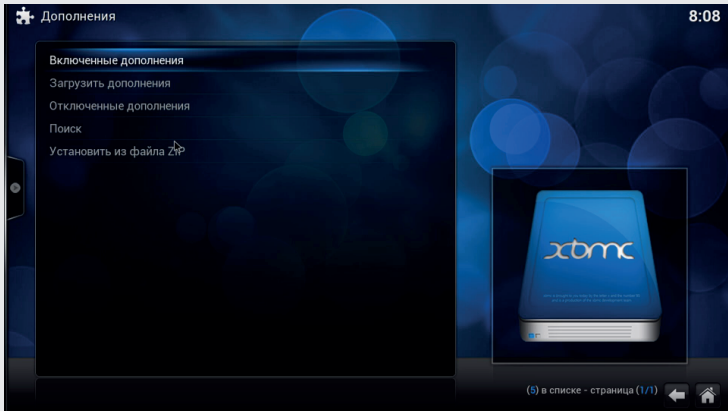 Дополнения
8:08
Включенные дополнения
Загрузить дополнения
Отключенные дополнения
Поиск
Установить из файла ZIP
xbmc
(5) в списке - страница (1/1)